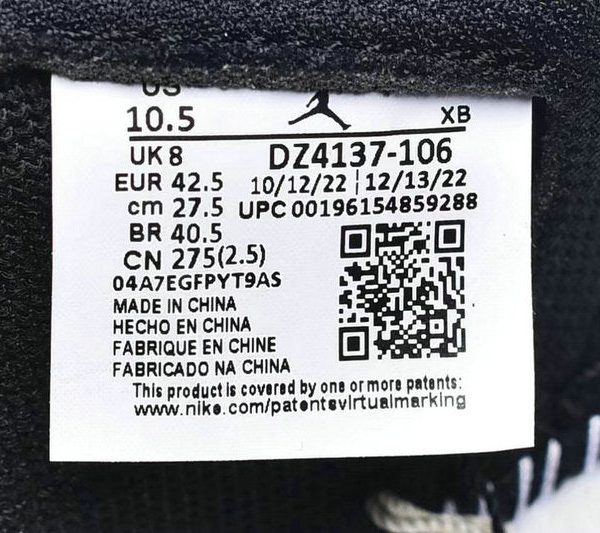 US
10.5 XB
UK 8 DZ4137-106
EUR 42.5 10/12/22 | 12/13/22
cm 27.5 UPC 00196154859288
BR 40.5
CN 275(2.5)
04A7EGFPYT9AS
MADE IN CHINA
HECHO EN CHINA
FABRIQUE EN CHINE
FABRICADO NA CHINA
This product is covered by one or more patents:
www.nike.com/patentsvirtualmarking